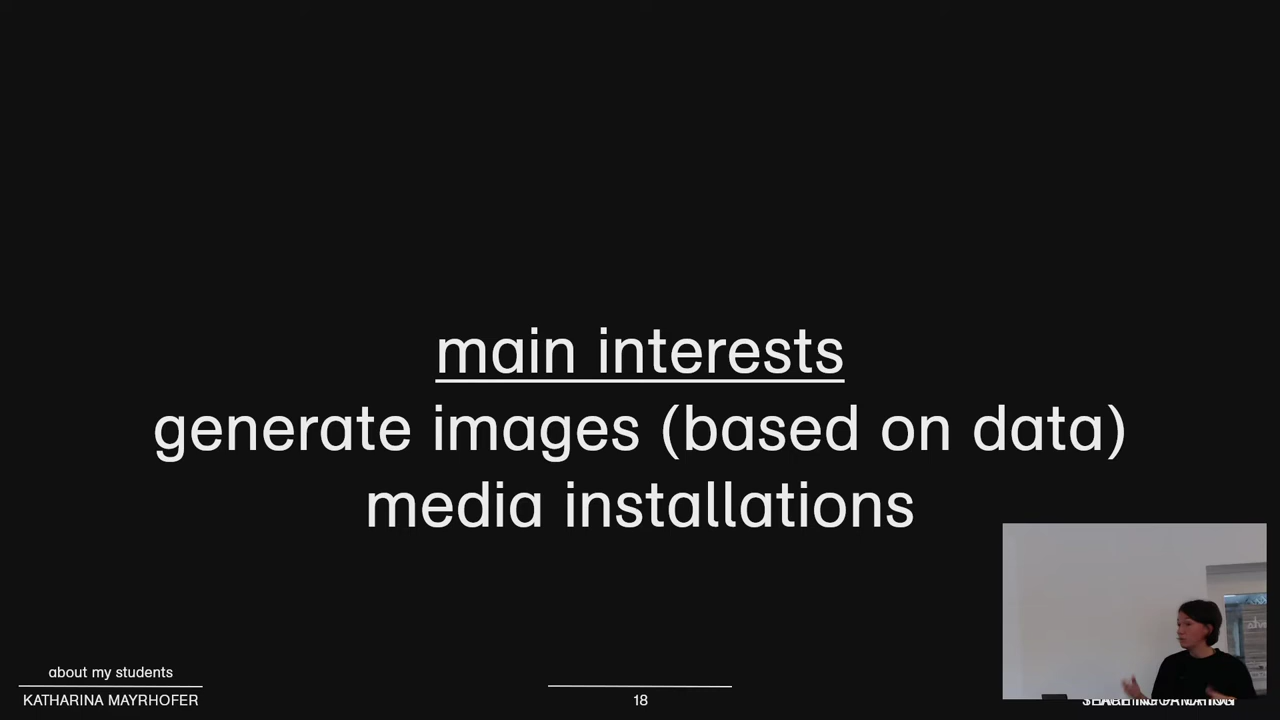 main interests
generate images (based on data)
media installations
about my students
KATHARINA MAYRHOFER
18